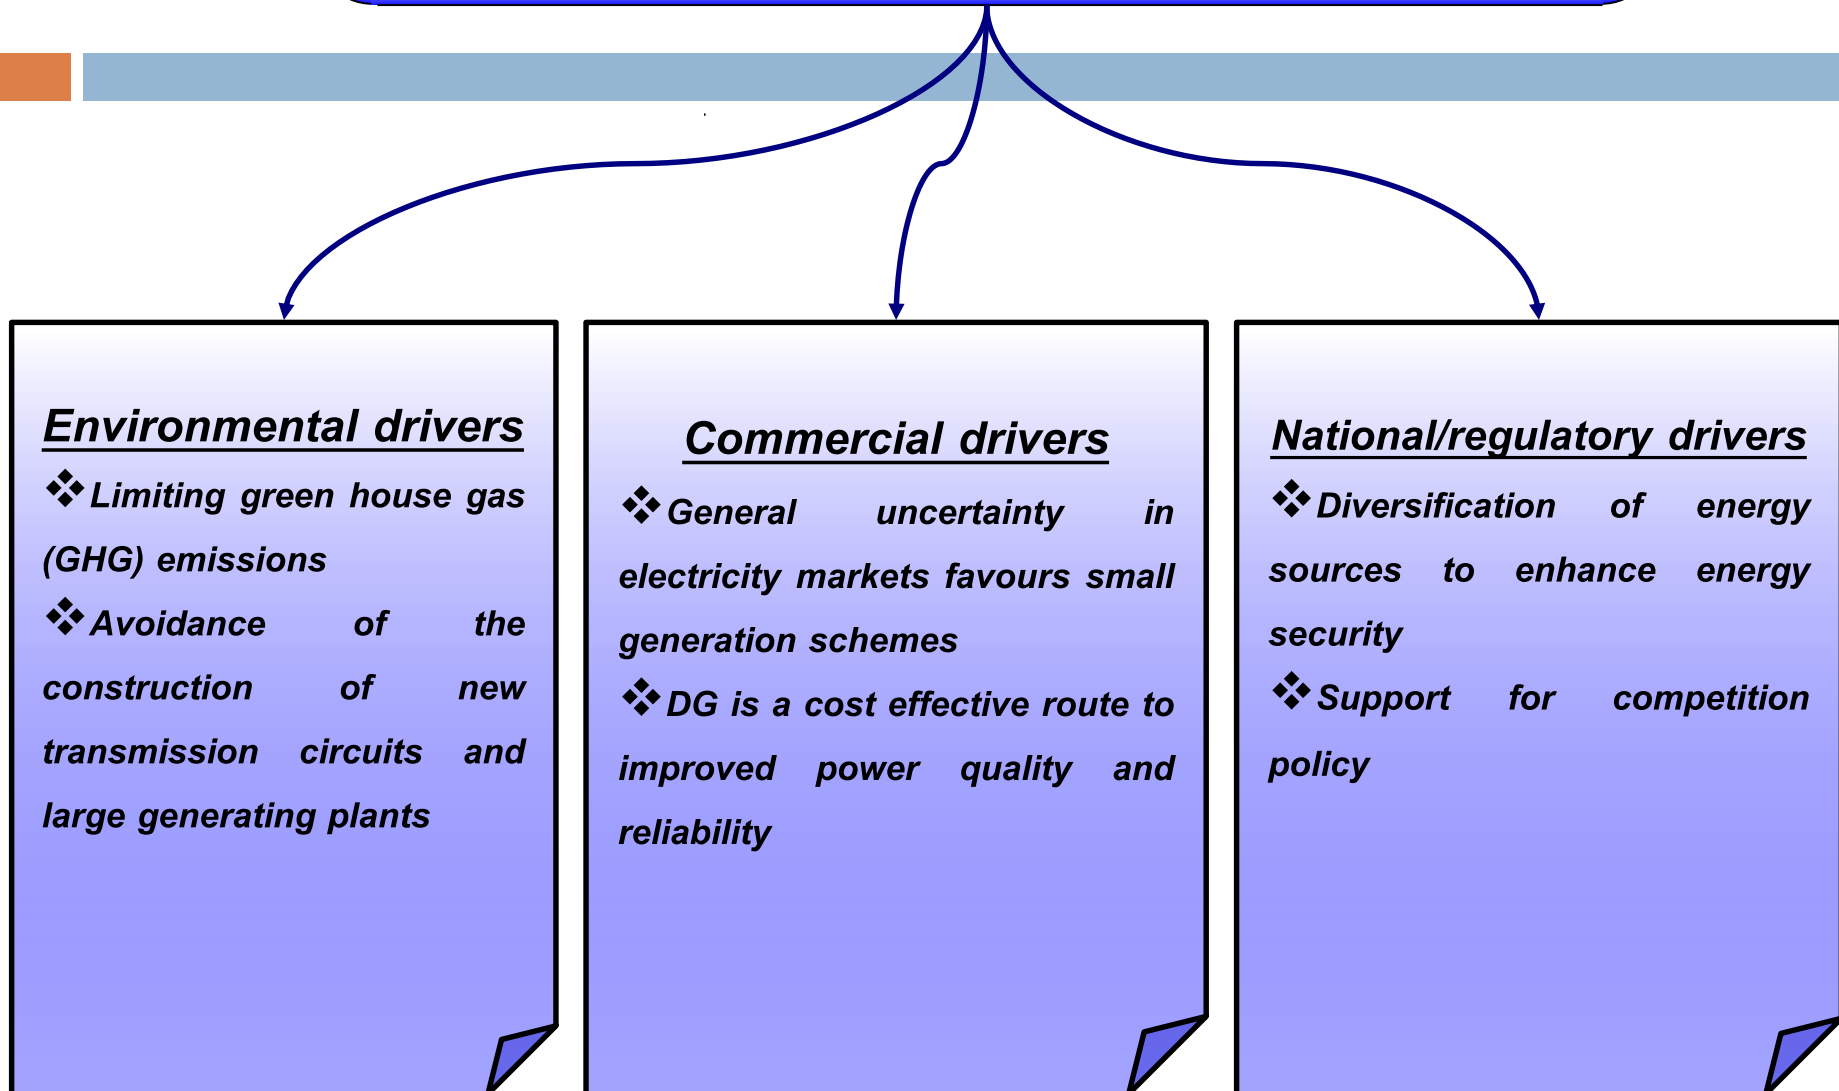 Environmental drivers
❖Limiting green house gas
(GHG) emissions
❖Avoidance of the
construction of new
transmission circuits and
large generating plants
Commercial drivers
❖General uncertainty in
electricity markets favours small
generation schemes
❖DG is a cost effective route to
improved power quality and
reliability
National/regulatory drivers
❖Diversification of energy
sources to enhance energy
security
❖Support for competition
policy